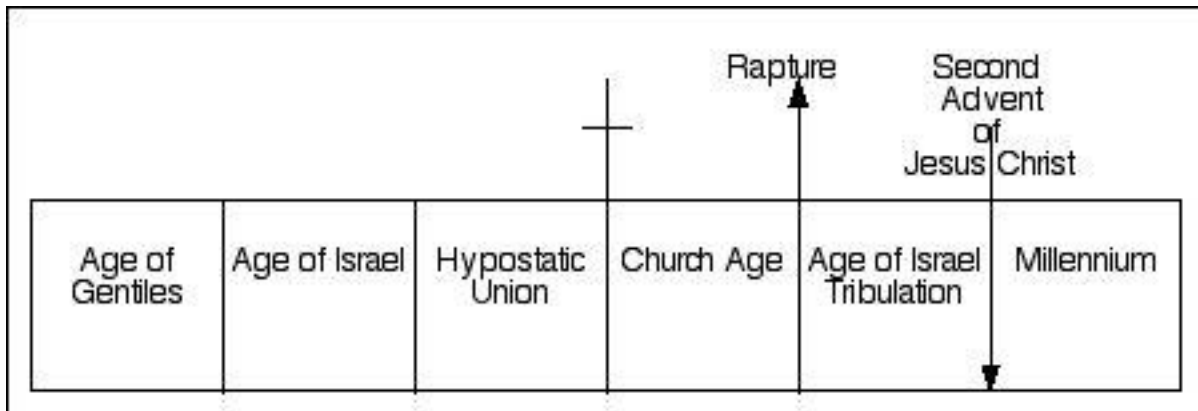 Rapture
Second
Advent
of
Jesus Christ
Age of
Gentiles
Age of Israel
Hypostatic
Union
Church Age
Age of Israel
Tribulation
Millennium